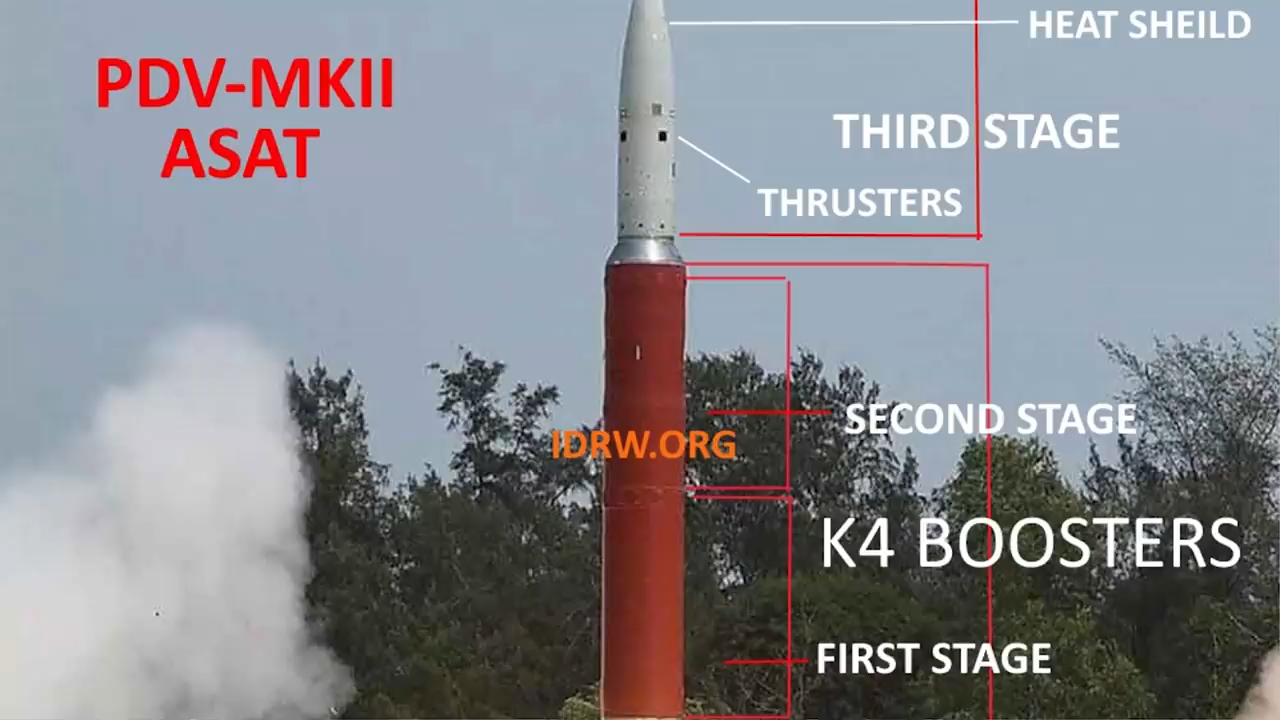 HEAT SHEILD
PDV-MKII
ASAT
THIRD STAGE
THRUSTERS
SECOND STAGE
IDRW.ORG
K4 BOOSTERS
FIRST STAGE